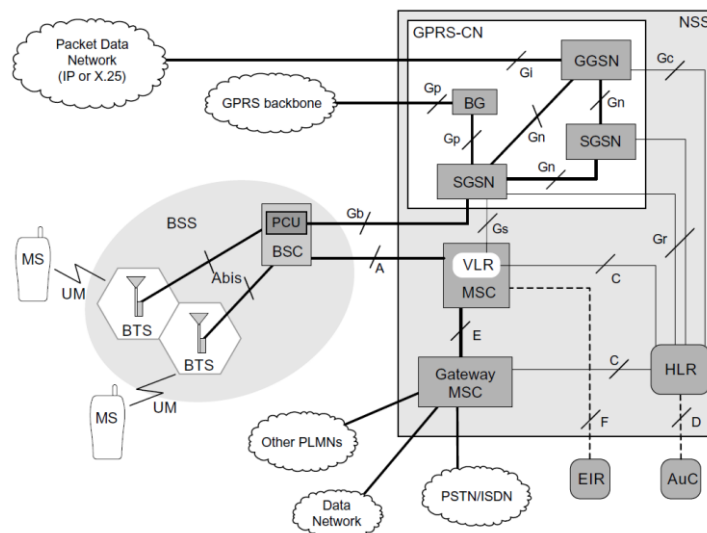 NSS
GPRS-CN
Packet Data
Network
(IP or X.25)
Gi
GGSN
Gc
GPRS backbone
Gp
BG
Gn
Gn
Gp
SGSN
Gn
SGSN
BSS
PCU
BSC
Gb
Gs
Gr
MS
UM
Abis
A
VLR
MSC
C
BTS
BTS
E
MS
UM
Gateway
MSC
C
HLR
Other PLMNs
F
D
Data
Network
PSTN/ISDN
EIR
AuC